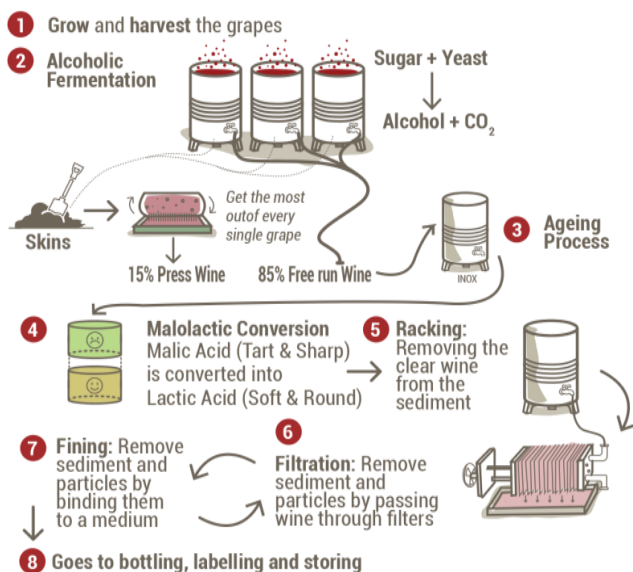 1 Grow and harvest the grapes
2 Alcoholic
Fermentation
Sugar + Yeast
Alcohol + CO₂
Skins
Get the most
outof every
single grape
15% Press Wine
85% Free run Wine
INOX
3 Ageing
Process
4 Malolactic Conversion
Malic Acid (Tart & Sharp)
is converted into
Lactic Acid (Soft & Round)
5 Racking:
Removing the
clear wine
from the
sediment
6
Filtration: Remove
sediment and
particles by passing
wine through filters
7 Fining: Remove
sediment and
particles by
binding them
to a medium
8 Goes to bottling, labelling and storing